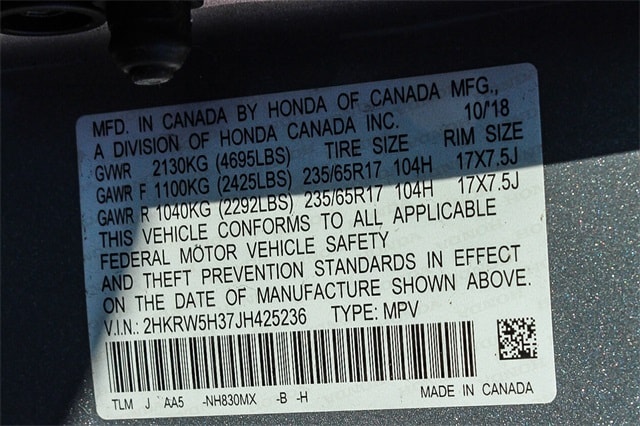 MFD. IN CANADA BY HONDA OF CANADA MFG.,
A DIVISION OF HONDA CANADA INC. 10/'18
GVWR 2130KG (4695LBS) TIRE SIZE RIM SIZE
GAWR F 1100KG (2425LBS) 235/65R17 104H 17X7.5J
GAWR R 1040KG (2292LBS) 235/65R17 104H 17X7.5J
THIS VEHICLE CONFORMS TO ALL APPLICABLE
FEDERAL MOTOR VEHICLE SAFETY
AND THEFT PREVENTION STANDARDS IN EFFECT
ON THE DATE OF MANUFACTURE SHOWN ABOVE.
V.I.N.: 2HKRW5H37JH425236 TYPE: MPV
TLM J AA5 -NH830MX -B -H MADE IN CANADA